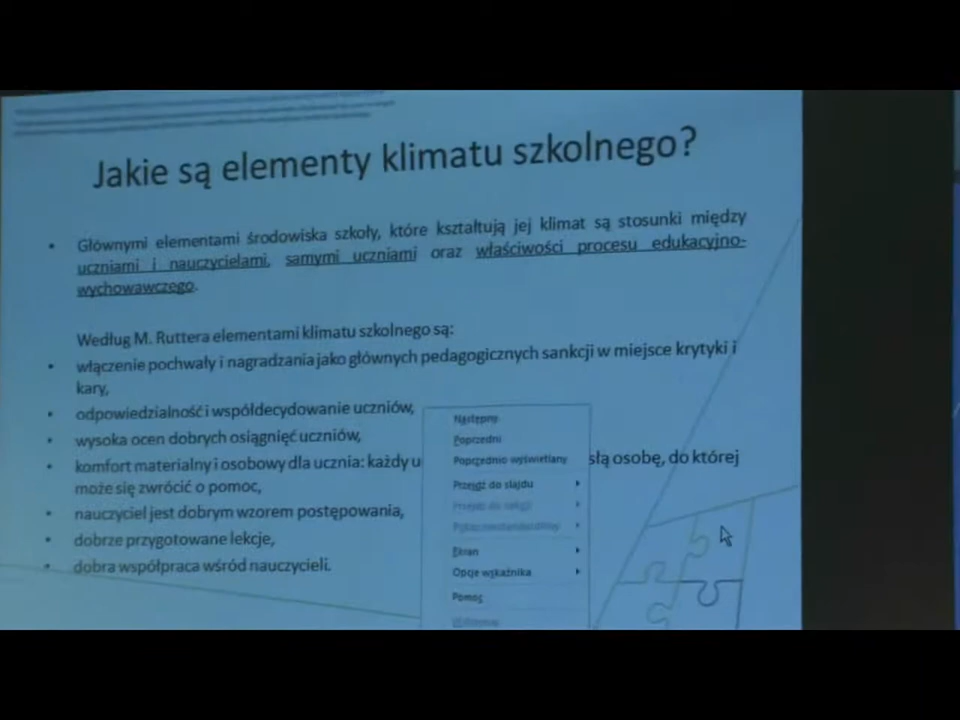 Jakie są elementy klimatu szkolnego?
• Głównymi elementami środowiska szkoły, które kształtują jej klimat są stosunki między
uczniami i nauczycielami, samymi uczniami oraz właściwości procesu edukacyjno-
wychowawczego.
Według M. Ruttera elementami klimatu szkolnego są:
• włączenie pochwały i nagradzania jako głównych pedagogicznych sankcji w miejsce krytyki i
kary,
• odpowiedzialność i współdecydowanie uczniów,
• wysoka ocen dobrych osiągnięć uczniów,
• komfort materialny i osobowy dla ucznia: każdy u słą osobę, do której
może się zwrócić o pomoc,
• nauczyciel jest dobrym wzorem postępowania,
• dobrze przygotowane lekcje,
• dobra współpraca wśród nauczycieli.
Następny
Poprzedni
Poprzednio wyświetlany
Przejdź do slajdu
Ekran
Opcje wskaźnika
Pomoc